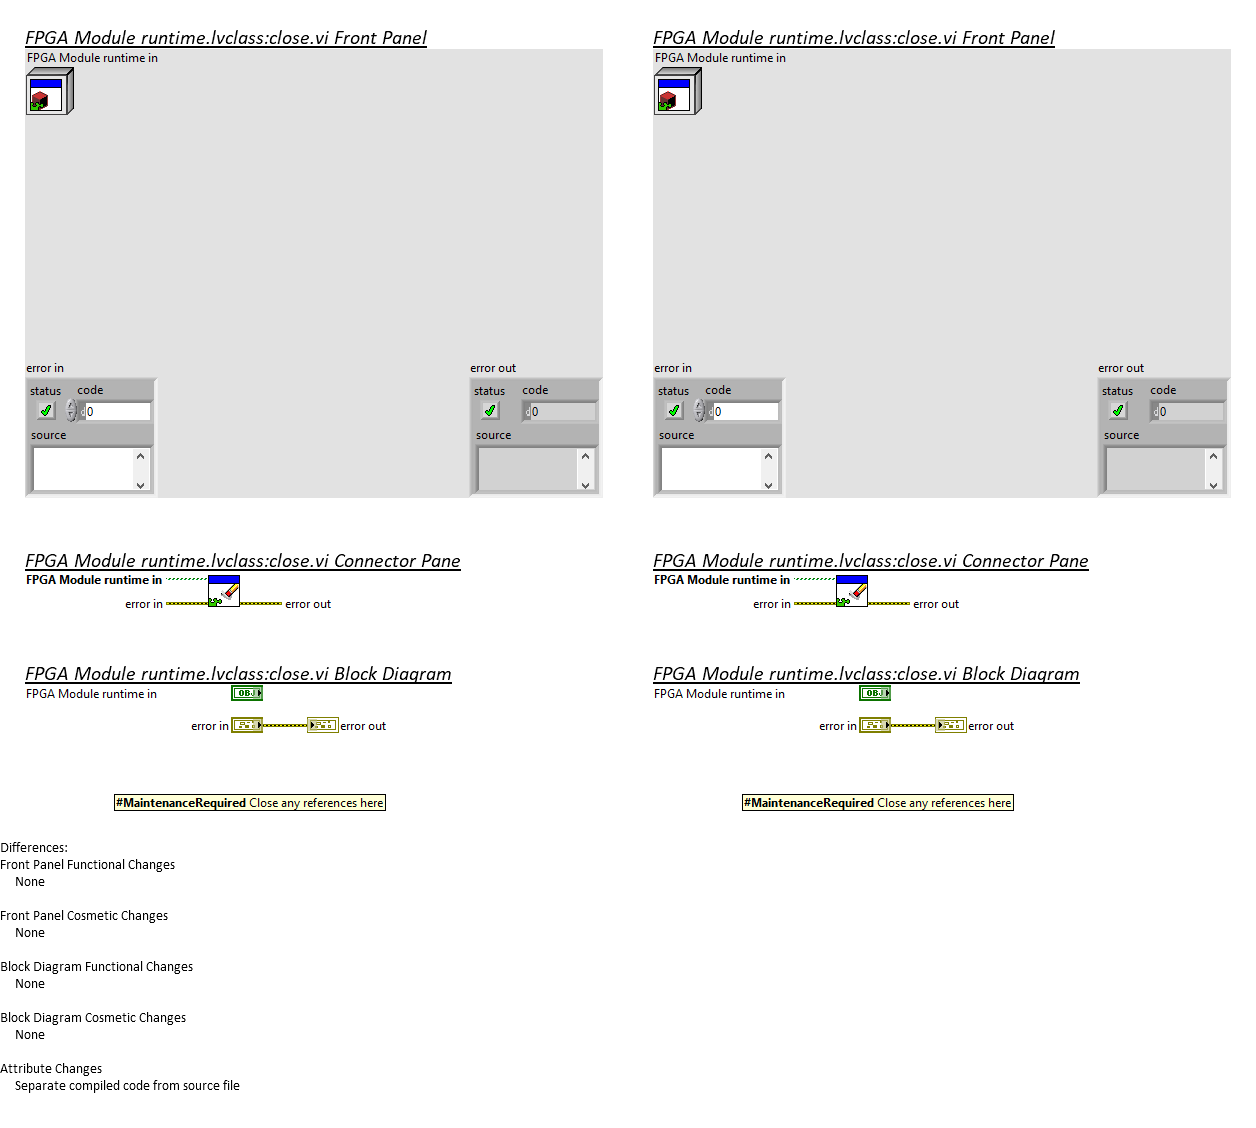 FPGA Module runtime.lvclass:close.vi Front Panel
FPGA Module runtime in
error in
status code
d 0
source
error out
status code
d 0
source
FPGA Module runtime.lvclass:close.vi Connector Pane
FPGA Module runtime in
error in error out
FPGA Module runtime.lvclass:close.vi Block Diagram
FPGA Module runtime in OBJ
error in error out
#MaintenanceRequired Close any references here
FPGA Module runtime.lvclass:close.vi Front Panel
FPGA Module runtime in
error in
status code
d 0
source
error out
status code
d 0
source
FPGA Module runtime.lvclass:close.vi Connector Pane
FPGA Module runtime in
error in error out
FPGA Module runtime.lvclass:close.vi Block Diagram
FPGA Module runtime in OBJ
error in error out
#MaintenanceRequired Close any references here
Differences:
Front Panel Functional Changes
None
Front Panel Cosmetic Changes
None
Block Diagram Functional Changes
None
Block Diagram Cosmetic Changes
None
Attribute Changes
Separate compiled code from source file